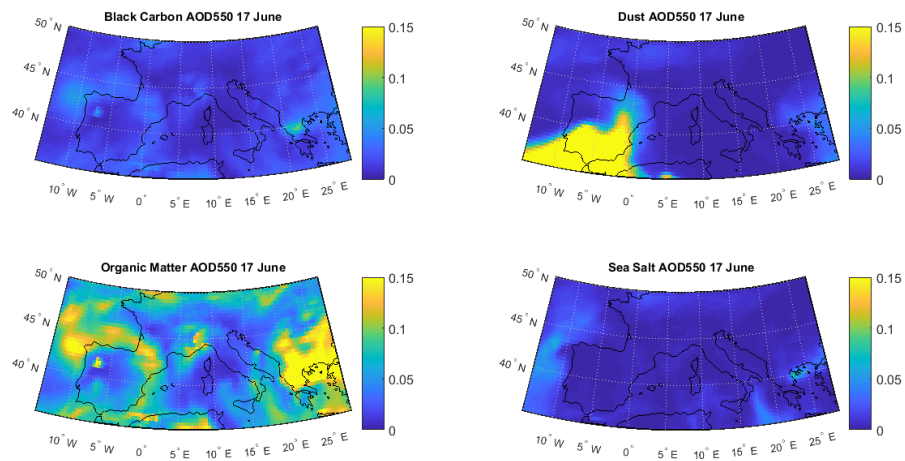 Black Carbon AOD550 17 June
50° N
45° N
40° N
10° W
5° W
0°
5° E
10° E
15° E
20° E
25° E
0.15
0.1
0.05
0
Dust AOD550 17 June
50° N
45° N
40° N
10° W
5° W
0°
5° E
10° E
15° E
20° E
25° E
0.15
0.1
0.05
0
Organic Matter AOD550 17 June
50° N
45° N
40° N
10° W
5° W
0°
5° E
10° E
15° E
20° E
25° E
0.15
0.1
0.05
0
Sea Salt AOD550 17 June
50° N
45° N
40° N
10° W
5° W
0°
5° E
10° E
15° E
20° E
25° E
0.15
0.1
0.05
0